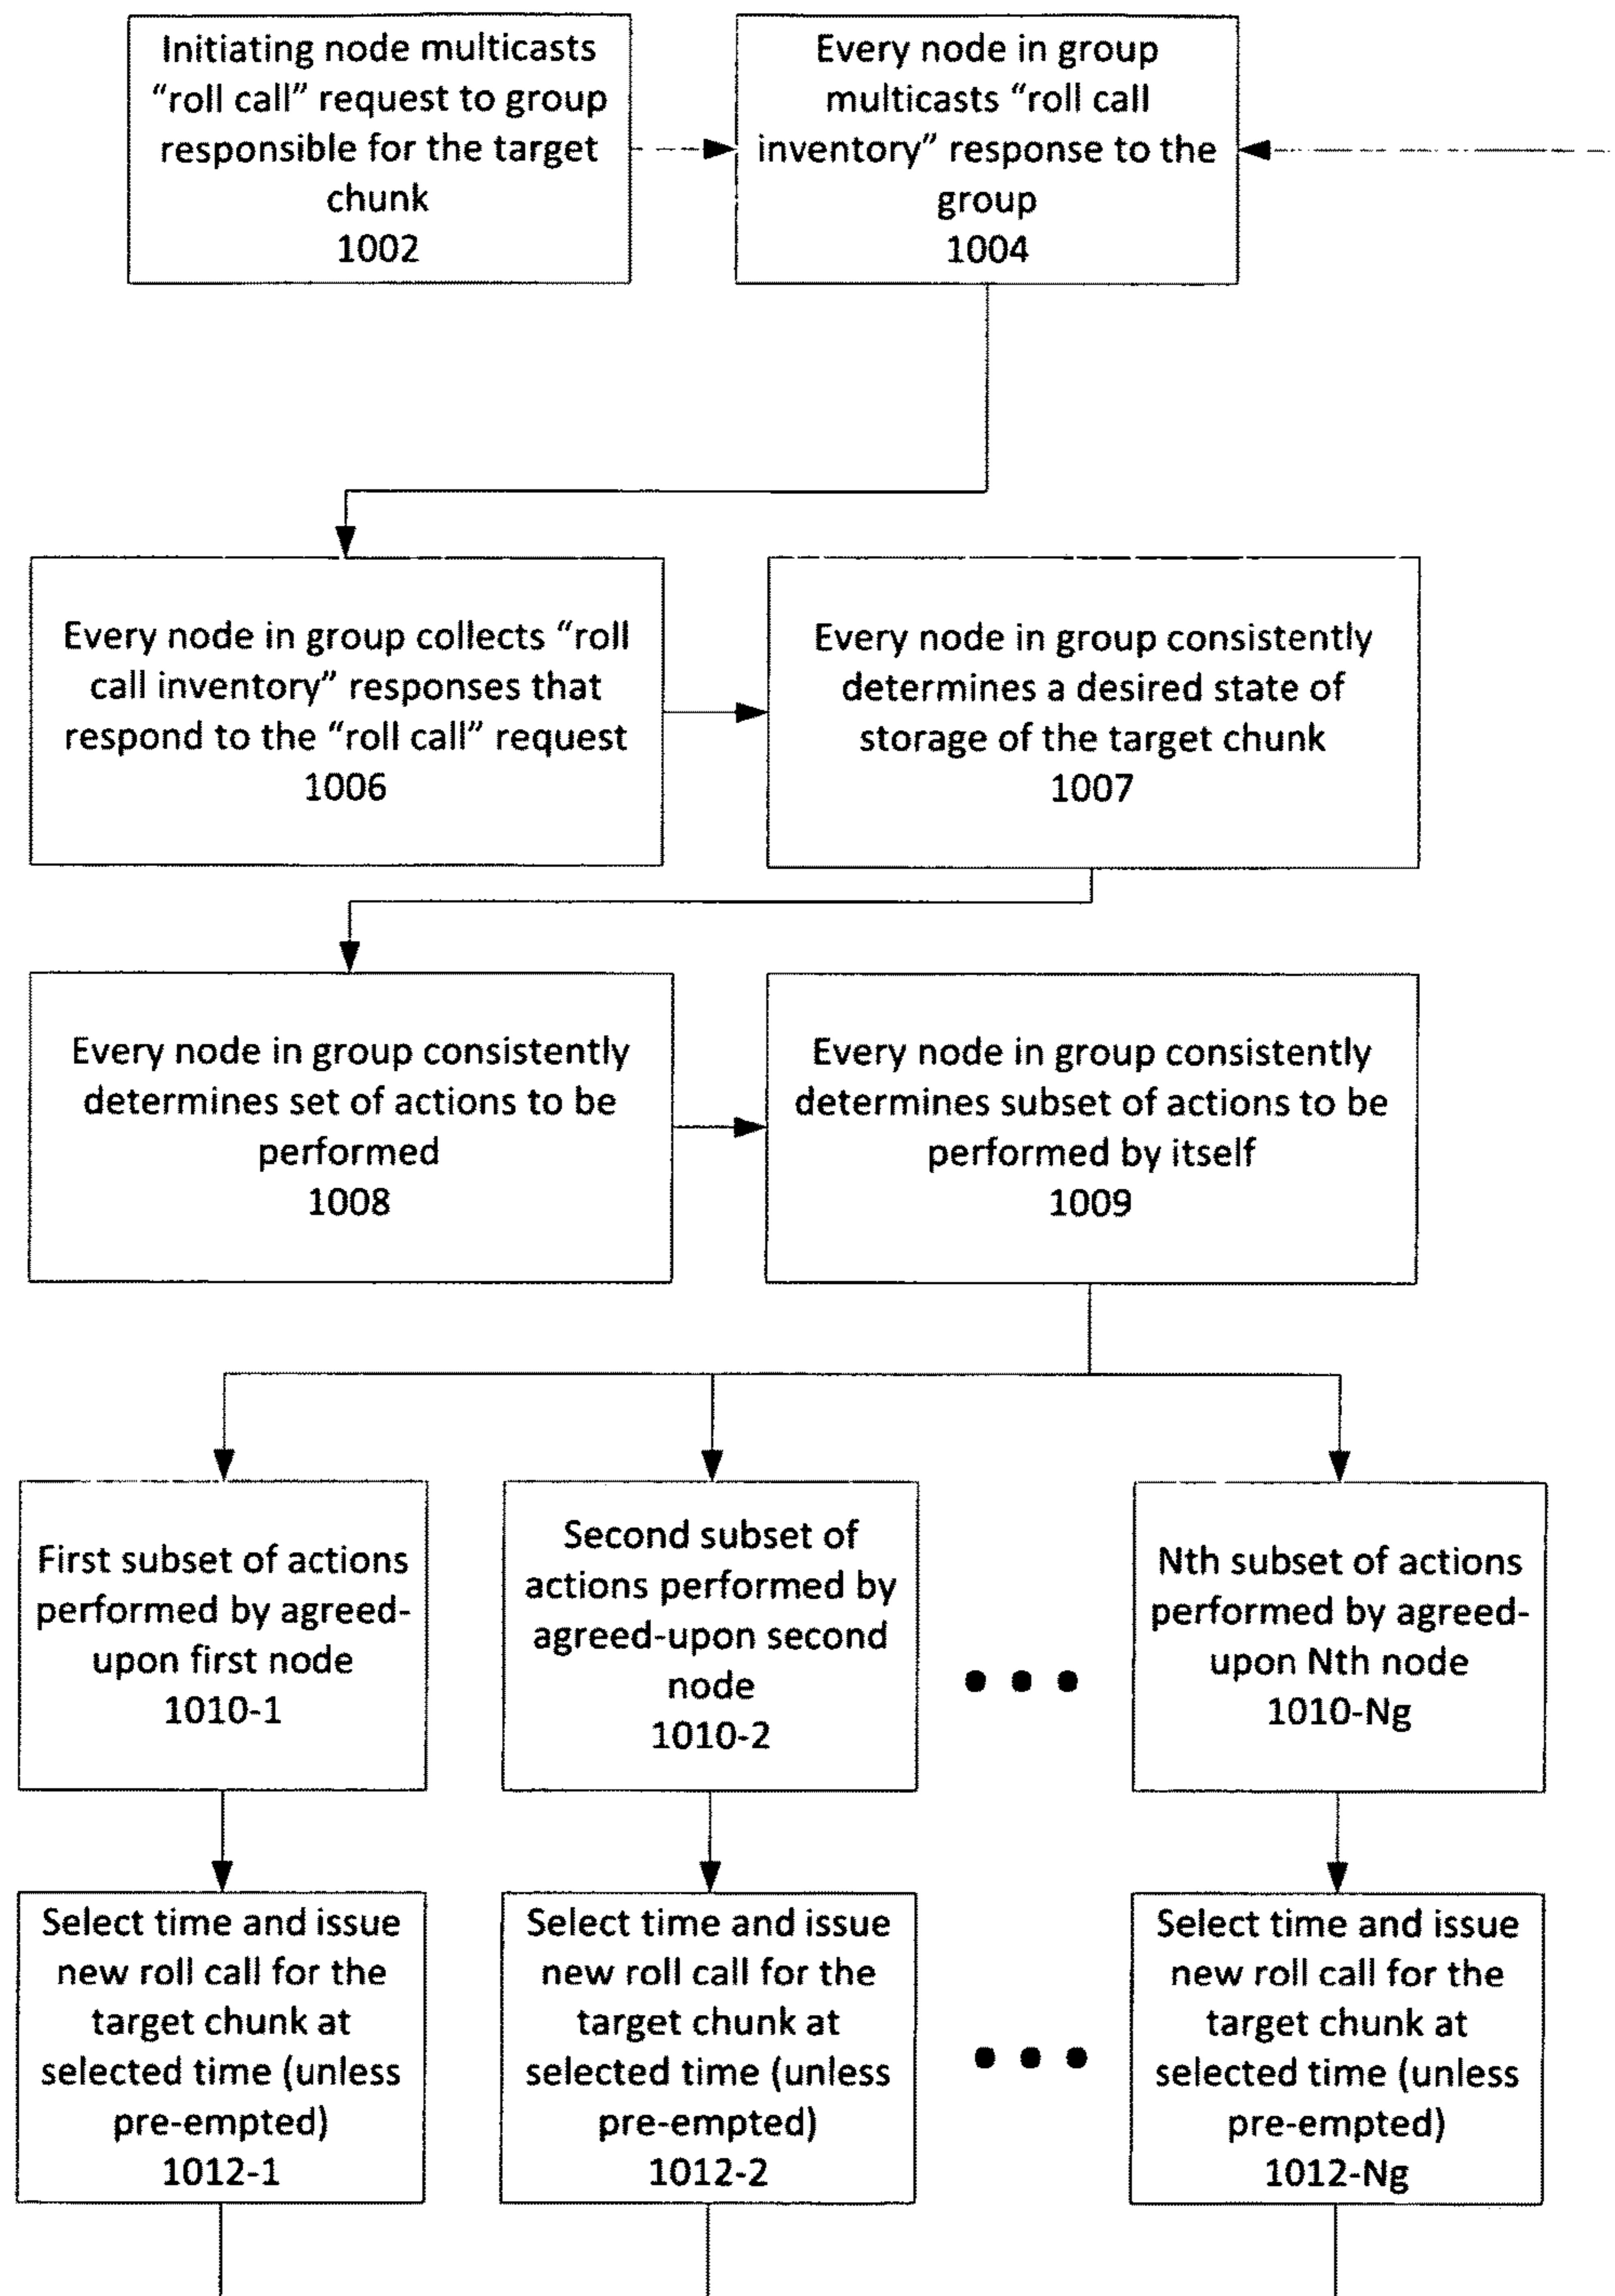 Initiating node multicasts
“roll call” request to group
responsible for the target
chunk
1002
Every node in group
multicasts “roll call
inventory” response to the
group
1004
Every node in group collects “roll
call inventory” responses that
respond to the “roll call” request
1006
Every node in group consistently
determines a desired state of
storage of the target chunk
1007
Every node in group consistently
determines set of actions to be
performed
1008
Every node in group consistently
determines subset of actions to be
performed by itself
1009
First subset of actions
performed by agreed-
upon first node
1010-1
Second subset of
actions performed by
agreed-upon second
node
1010-2
Nth subset of actions
performed by agreed-
upon Nth node
1010-Ng
Select time and issue
new roll call for the
target chunk at
selected time (unless
pre-empted)
1012-1
Select time and issue
new roll call for the
target chunk at
selected time (unless
pre-empted)
1012-2
Select time and issue
new roll call for the
target chunk at
selected time (unless
pre-empted)
1012-Ng